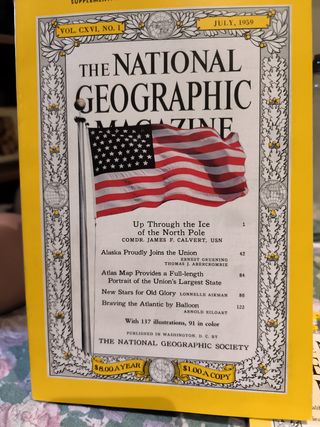 SUPPLEMENT
VOL. CXVI, NO. 1
JULY, 1959
THE NATIONAL
GEOGRAPHIC
MAGAZINE
Up Through the Ice
of the North Pole 1
COMDR. JAMES F. CALVERT, USN
Alaska Proudly Joins the Union 42
ERNEST GRUENING
THOMAS J. ABERCROMBIE
Atlas Map Provides a Full-length
Portrait of the Union's Largest State 84
New Stars for Old Glory LONNELLE AIKMAN 86
Braving the Atlantic by Balloon 123
ARNOLD EILOART
With 137 illustrations, 91 in color
PUBLISHED IN WASHINGTON, D. C. BY
THE NATIONAL GEOGRAPHIC SOCIETY
$8.00 A YEAR
$1.00 A COPY